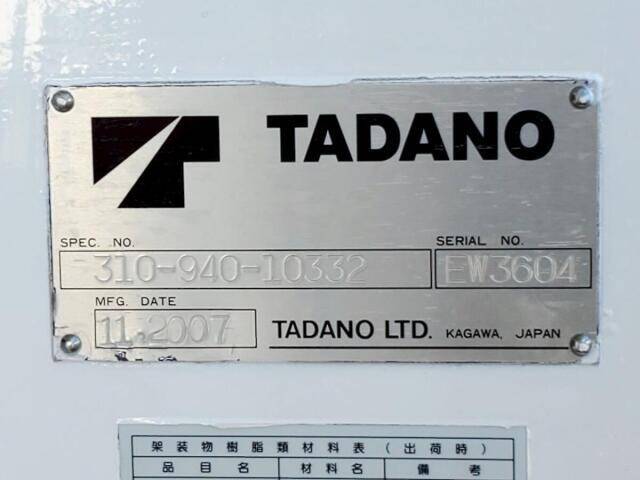 TADANO
SPEC. NO.
SERIAL NO.
310-940-10332
EW3604
MFG. DATE
11.2007
TADANO LTD. KAGAWA, JAPAN
架装物樹脂類材料表(出荷時)
品目名 材料名 備考